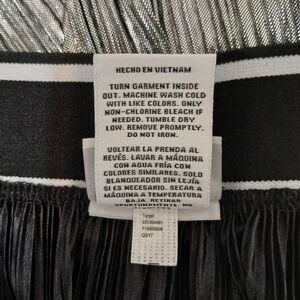 HECHO EN VIETNAM
TURN GARMENT INSIDE
OUT. MACHINE WASH COLD
WITH LIKE COLORS. ONLY
NON-CHLORINE BLEACH IF
NEEDED. TUMBLE DRY
LOW. REMOVE PROMPTLY.
DO NOT IRON.
VOLTEAR LA PRENDA AL
REVÉS. LAVAR A MÁQUINA
CON AGUA FRÍA CON
COLORES SIMILARES. SOLO
BLANQUEADOR SIN LEJÍA
SI ES NECESARIO. SECAR A
MÁQUINA A TEMPERATURA
BAJA. RETIRAR
OPORTUNAMENTE. NO
Target